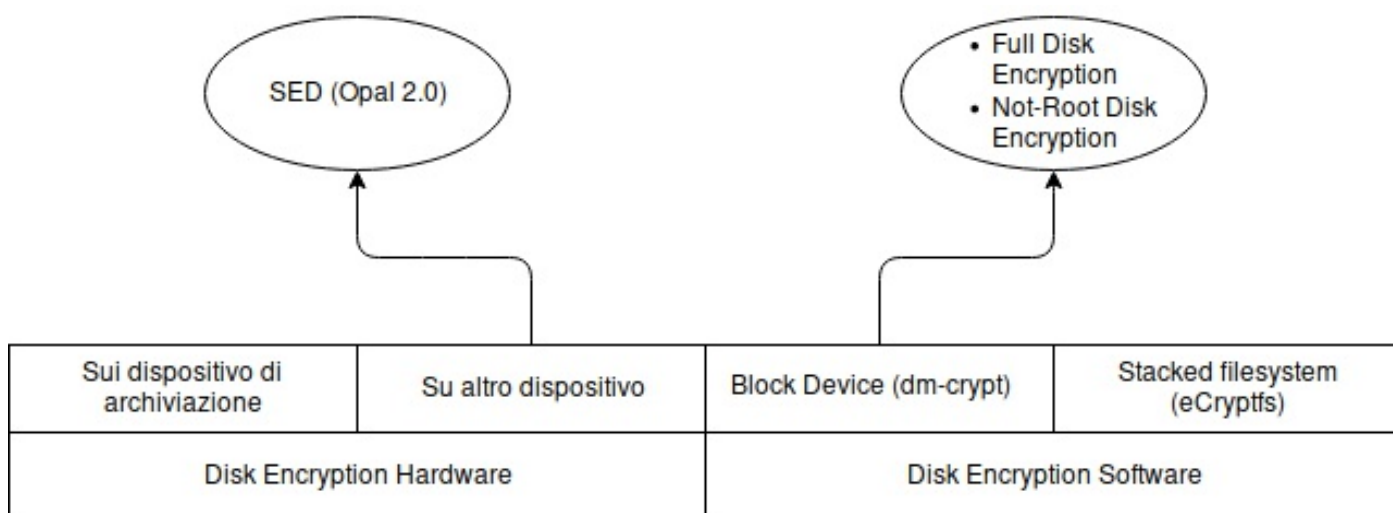 SED (Opal 2.0)
• Full Disk
Encryption
• Not-Root Disk
Encryption
Sui dispositivo di
archiviazione
Su altro dispositivo
Block Device (dm-crypt)
Stacked filesystem
(eCryptfs)
Disk Encryption Hardware
Disk Encryption Software